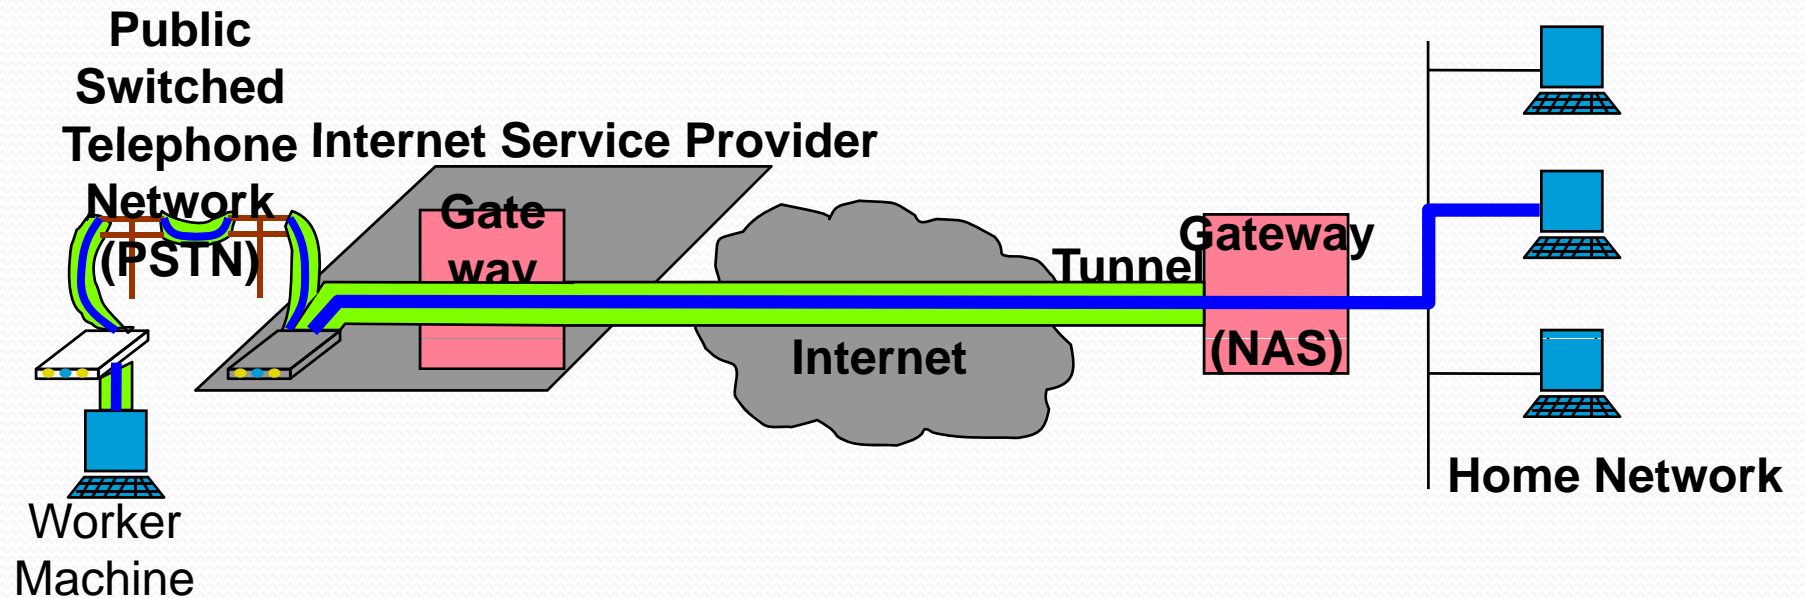 Public
Switched
Telephone
Network
(PSTN)
Internet Service Provider
Gate
way
Tunnel
Gateway
(NAS)
Internet
Home Network
Worker
Machine